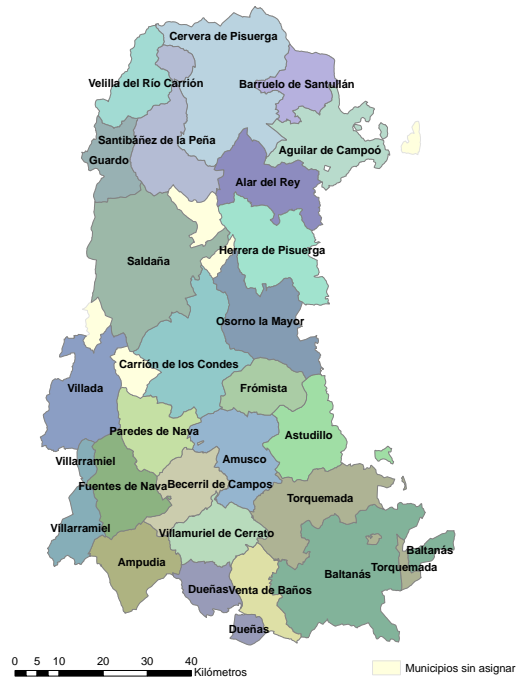 Cervera de Pisuerga
Velilla del Río Carrión
Barruelo de Santullán
Santibáñez de la Peña
Aguilar de Campoó
Guardo
Alar del Rey
Herrera de Pisuerga
Saldaña
Osorno la Mayor
Carrión de los Condes
Villada
Frómista
Paredes de Nava
Astudillo
Villarramiel
Amusco
Fuentes de Nava
Becerril de Campos
Torquemada
Villarramiel
Villamuriel de Cerrato
Baltanás
Ampudia
Torquemada
Baltanás
Dueñas
Venta de Baños
Dueñas
0 5 10 20 30 40
Kilómetros
Municipios sin asignar